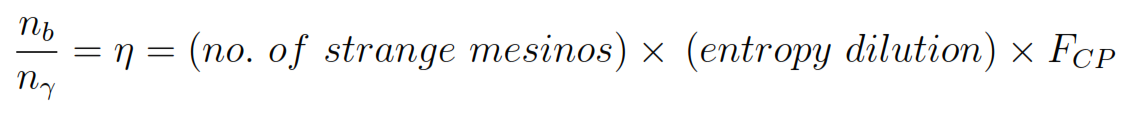 n_b/n_γ = η = (no. of strange mesinos) × (entropy dilution) × F_CP